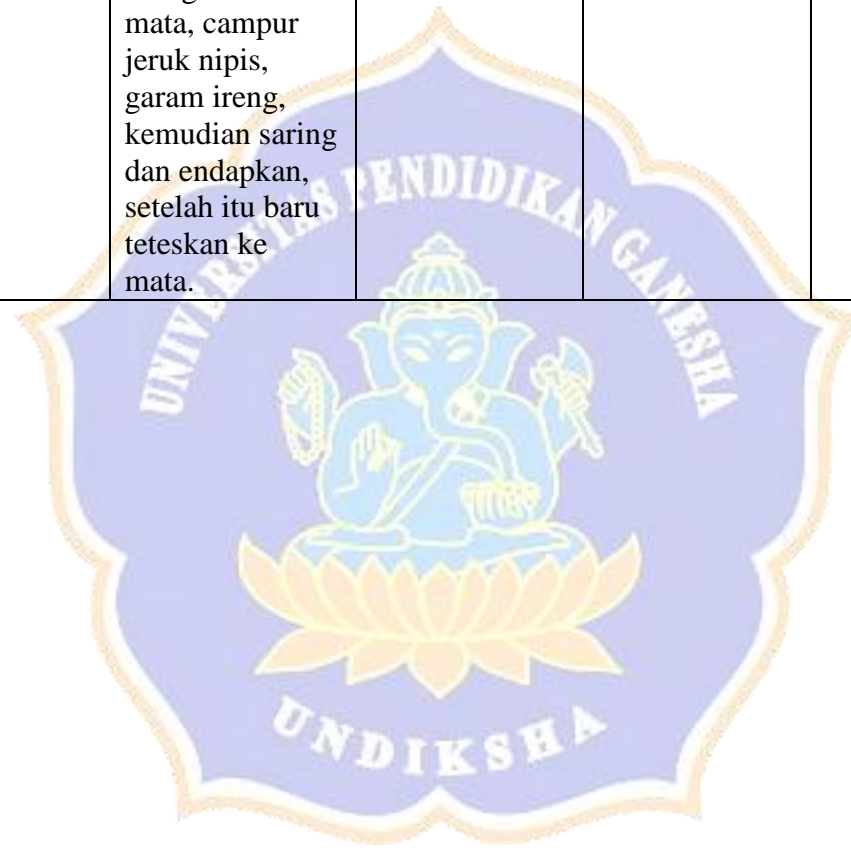 mata, campur
jeruk nipis,
garam ireng,
kemudian saring
dan endapkan,
setelah itu baru
teteskan ke
mata.
UNIVERSITAS PENDIDIKAN GANESHA
UNDIKSHA